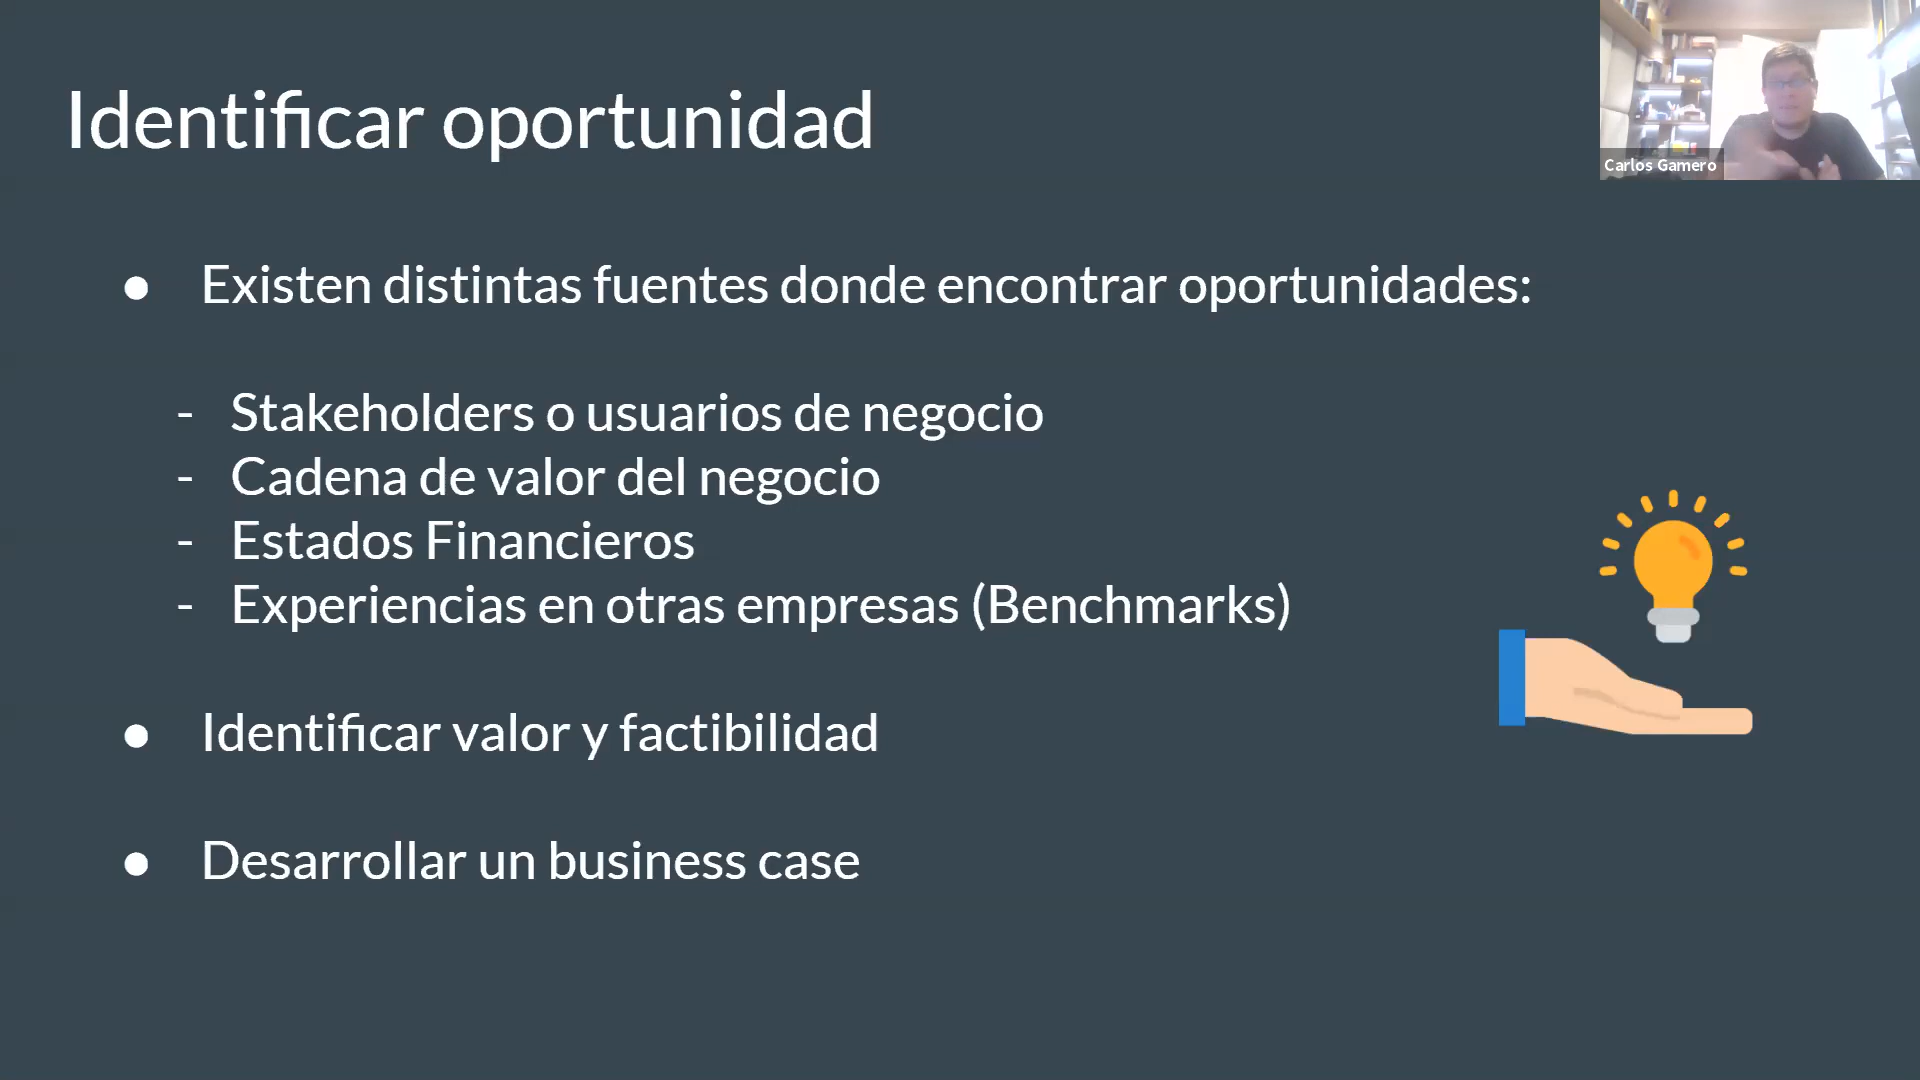 Identificar oportunidad
Carlos Gamero
● Existen distintas fuentes donde encontrar oportunidades:
- Stakeholders o usuarios de negocio
- Cadena de valor del negocio
- Estados Financieros
- Experiencias en otras empresas (Benchmarks)
● Identificar valor y factibilidad
● Desarrollar un business case